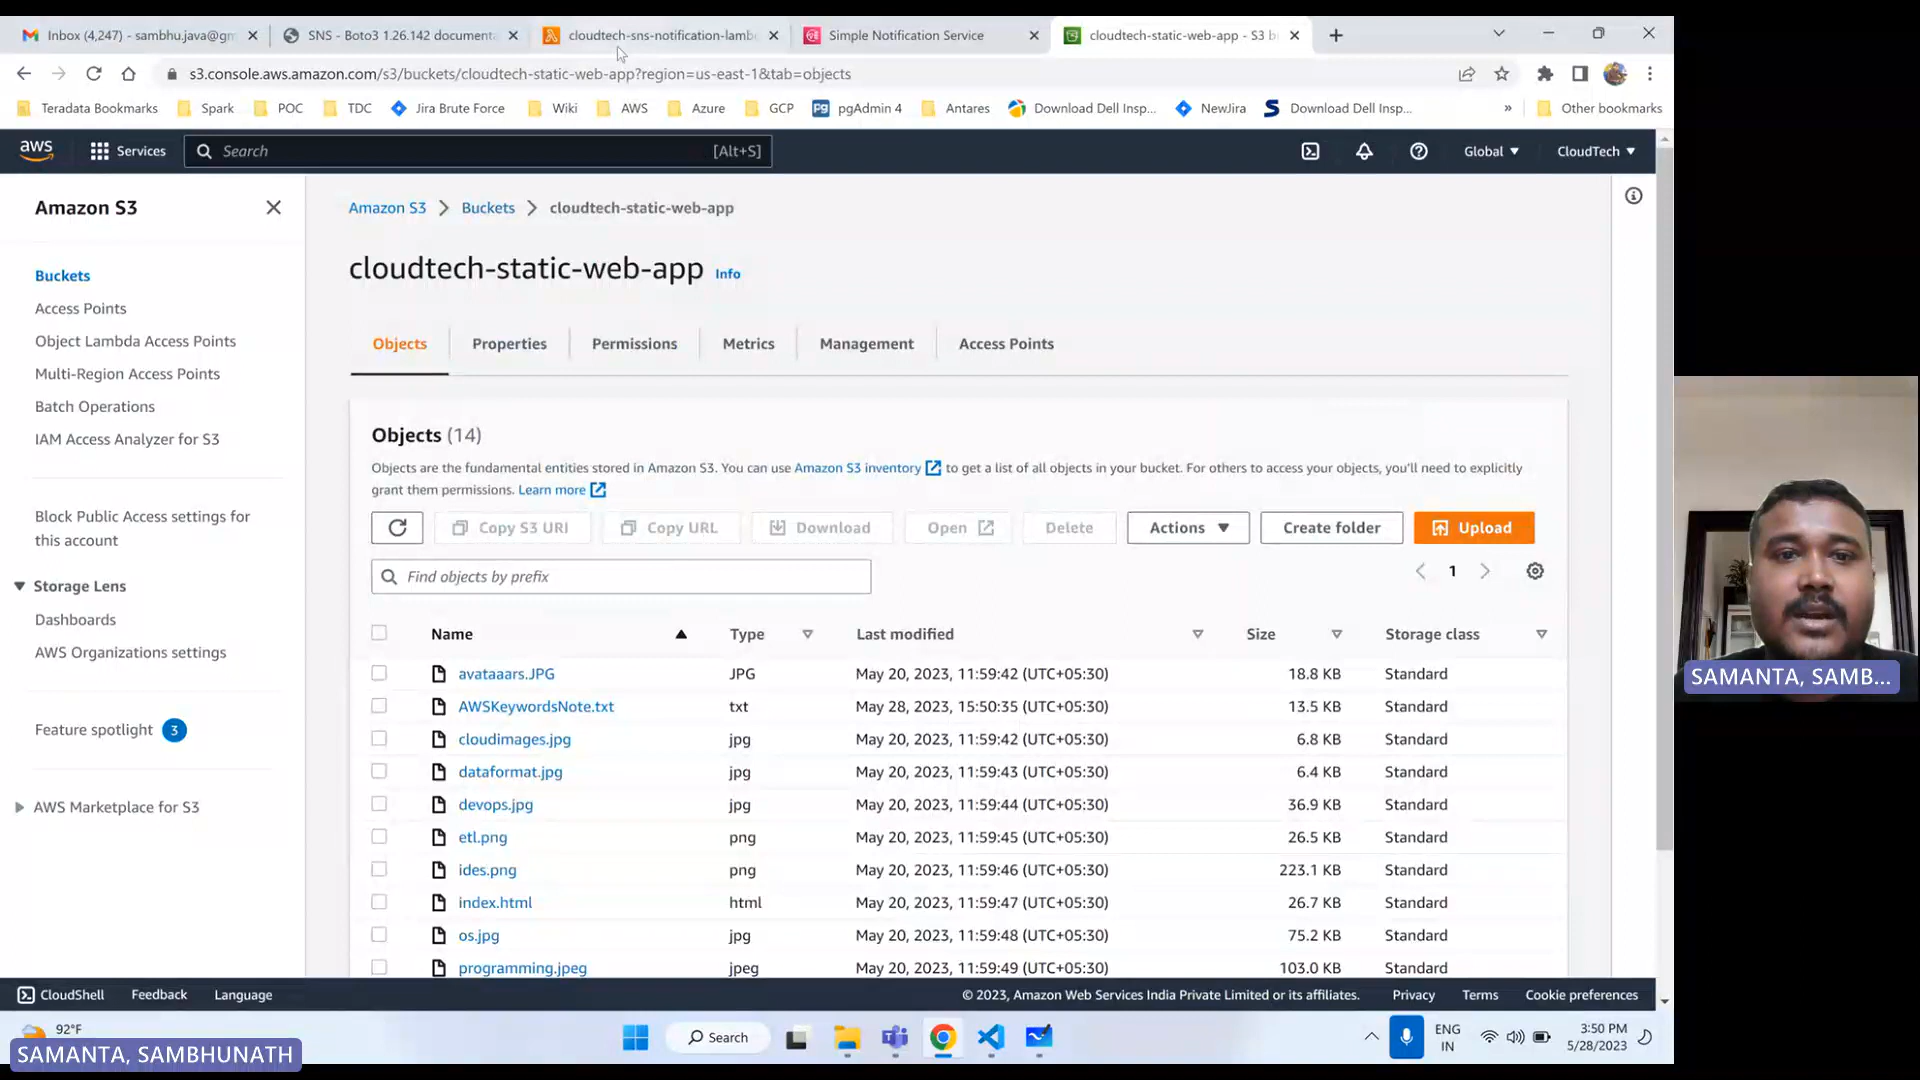 Inbox (4,247) - sambhu.java@gm
SNS - Boto3 1.26.142 documenta
cloudtech-sns-notification-lamb
Simple Notification Service
cloudtech-static-web-app - S3 b
s3.console.aws.amazon.com/s3/buckets/cloudtech-static-web-app?region=us-east-1&tab=objects
Teradata Bookmarks
Spark
POC
TDC
Jira Brute Force
Wiki
AWS
Azure
GCP
pgAdmin 4
Antares
Download Dell Insp...
NewJira
Download Dell Insp...
»
Other bookmarks
aws
Services
Search
[Alt+S]
Global
CloudTech
Amazon S3
Buckets
Access Points
Object Lambda Access Points
Multi-Region Access Points
Batch Operations
IAM Access Analyzer for S3
Block Public Access settings for
this account
Storage Lens
Dashboards
AWS Organizations settings
Feature spotlight 3
AWS Marketplace for S3
Amazon S3 > Buckets > cloudtech-static-web-app
cloudtech-static-web-app Info
Objects
Properties
Permissions
Metrics
Management
Access Points
Objects (14)
Objects are the fundamental entities stored in Amazon S3. You can use Amazon S3 inventory to get a list of all objects in your bucket. For others to access your objects, you'll need to explicitly
grant them permissions. Learn more
Copy S3 URI
Copy URL
Download
Open
Delete
Actions
Create folder
Upload
Find objects by prefix
1
Name Type Last modified Size Storage class
avataaars.JPG JPG May 20, 2023, 11:59:42 (UTC+05:30) 18.8 KB Standard
AWSKeywordsNote.txt txt May 28, 2023, 15:50:35 (UTC+05:30) 13.5 KB Standard
cloudimages.jpg jpg May 20, 2023, 11:59:42 (UTC+05:30) 6.8 KB Standard
dataformat.jpg jpg May 20, 2023, 11:59:43 (UTC+05:30) 6.4 KB Standard
devops.jpg jpg May 20, 2023, 11:59:44 (UTC+05:30) 36.9 KB Standard
etl.png png May 20, 2023, 11:59:45 (UTC+05:30) 26.5 KB Standard
ides.png png May 20, 2023, 11:59:46 (UTC+05:30) 223.1 KB Standard
index.html html May 20, 2023, 11:59:47 (UTC+05:30) 26.7 KB Standard
os.jpg jpg May 20, 2023, 11:59:48 (UTC+05:30) 75.2 KB Standard
programming.jpeg jpeg May 20, 2023, 11:59:49 (UTC+05:30) 103.0 KB Standard
CloudShell
Feedback
Language
© 2023, Amazon Web Services India Private Limited or its affiliates.
Privacy
Terms
Cookie preferences
92°F
Search
ENG
IN
3:50 PM
5/28/2023
SAMANTA, SAMBHUNATH
SAMANTA, SAMB...